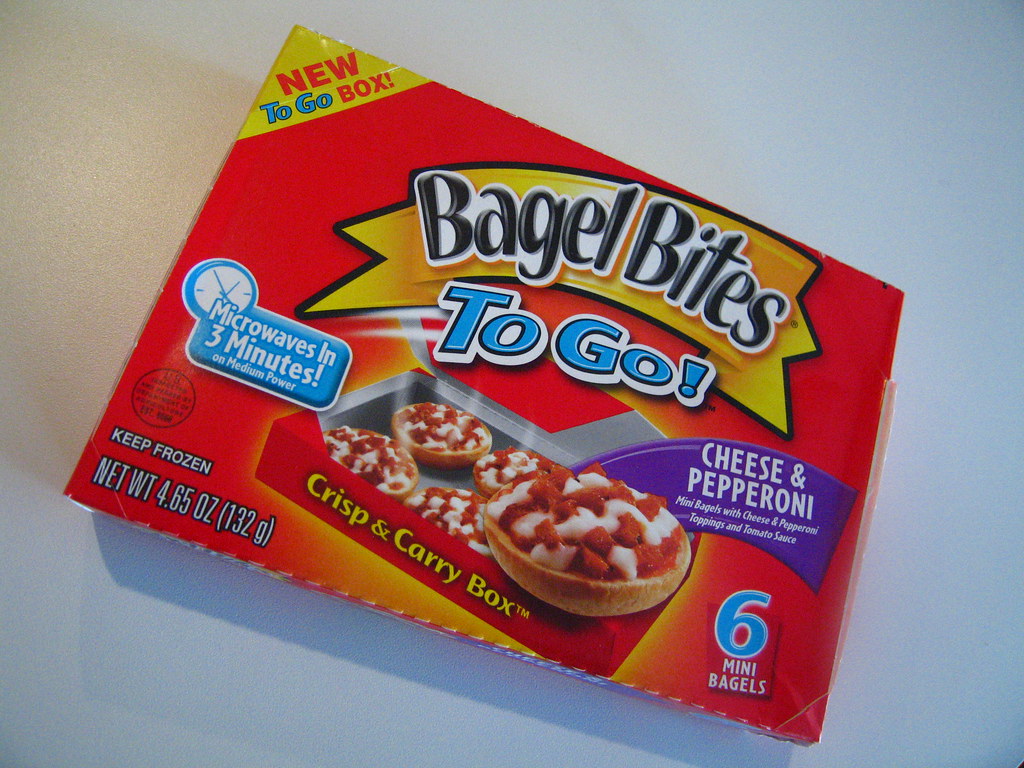 NEW
To Go BOX!
Bagel Bites®
To Go!™
Microwaves In
3 Minutes!
on Medium Power
KEEP FROZEN
NET WT 4.65 OZ (132 g)
Crisp & Carry Box™
CHEESE &
PEPPERONI
Mini Bagels with Cheese & Pepperoni
Toppings and Tomato Sauce
6
MINI
BAGELS